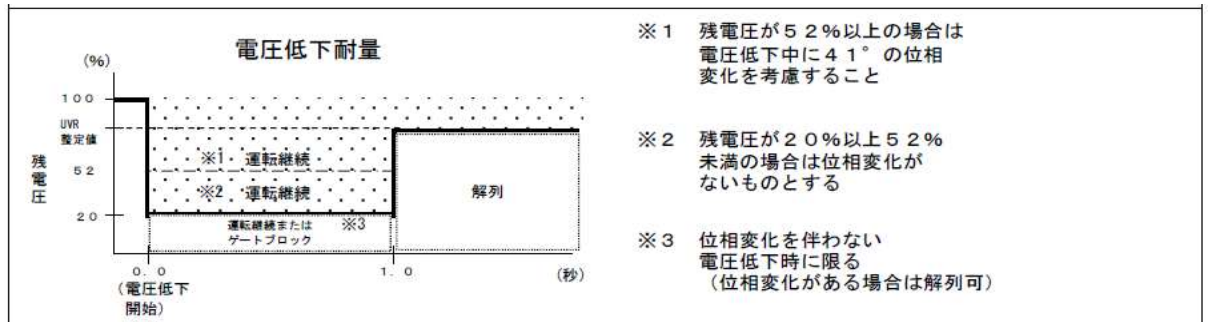 電圧低下耐量
(%)
100
UVR
整定値
残電圧
52
20
※1 運転継続
※2 運転継続
運転継続または ※3
ゲートブロック
解列
0.0
1.0
(秒)
(電圧低下
開始)
※1 残電圧が52%以上の場合は
電圧低下中に41°の位相
変化を考慮すること
※2 残電圧が20%以上52%
未満の場合は位相変化が
ないものとする
※3 位相変化を伴わない
電圧低下時に限る
(位相変化がある場合は解列可)